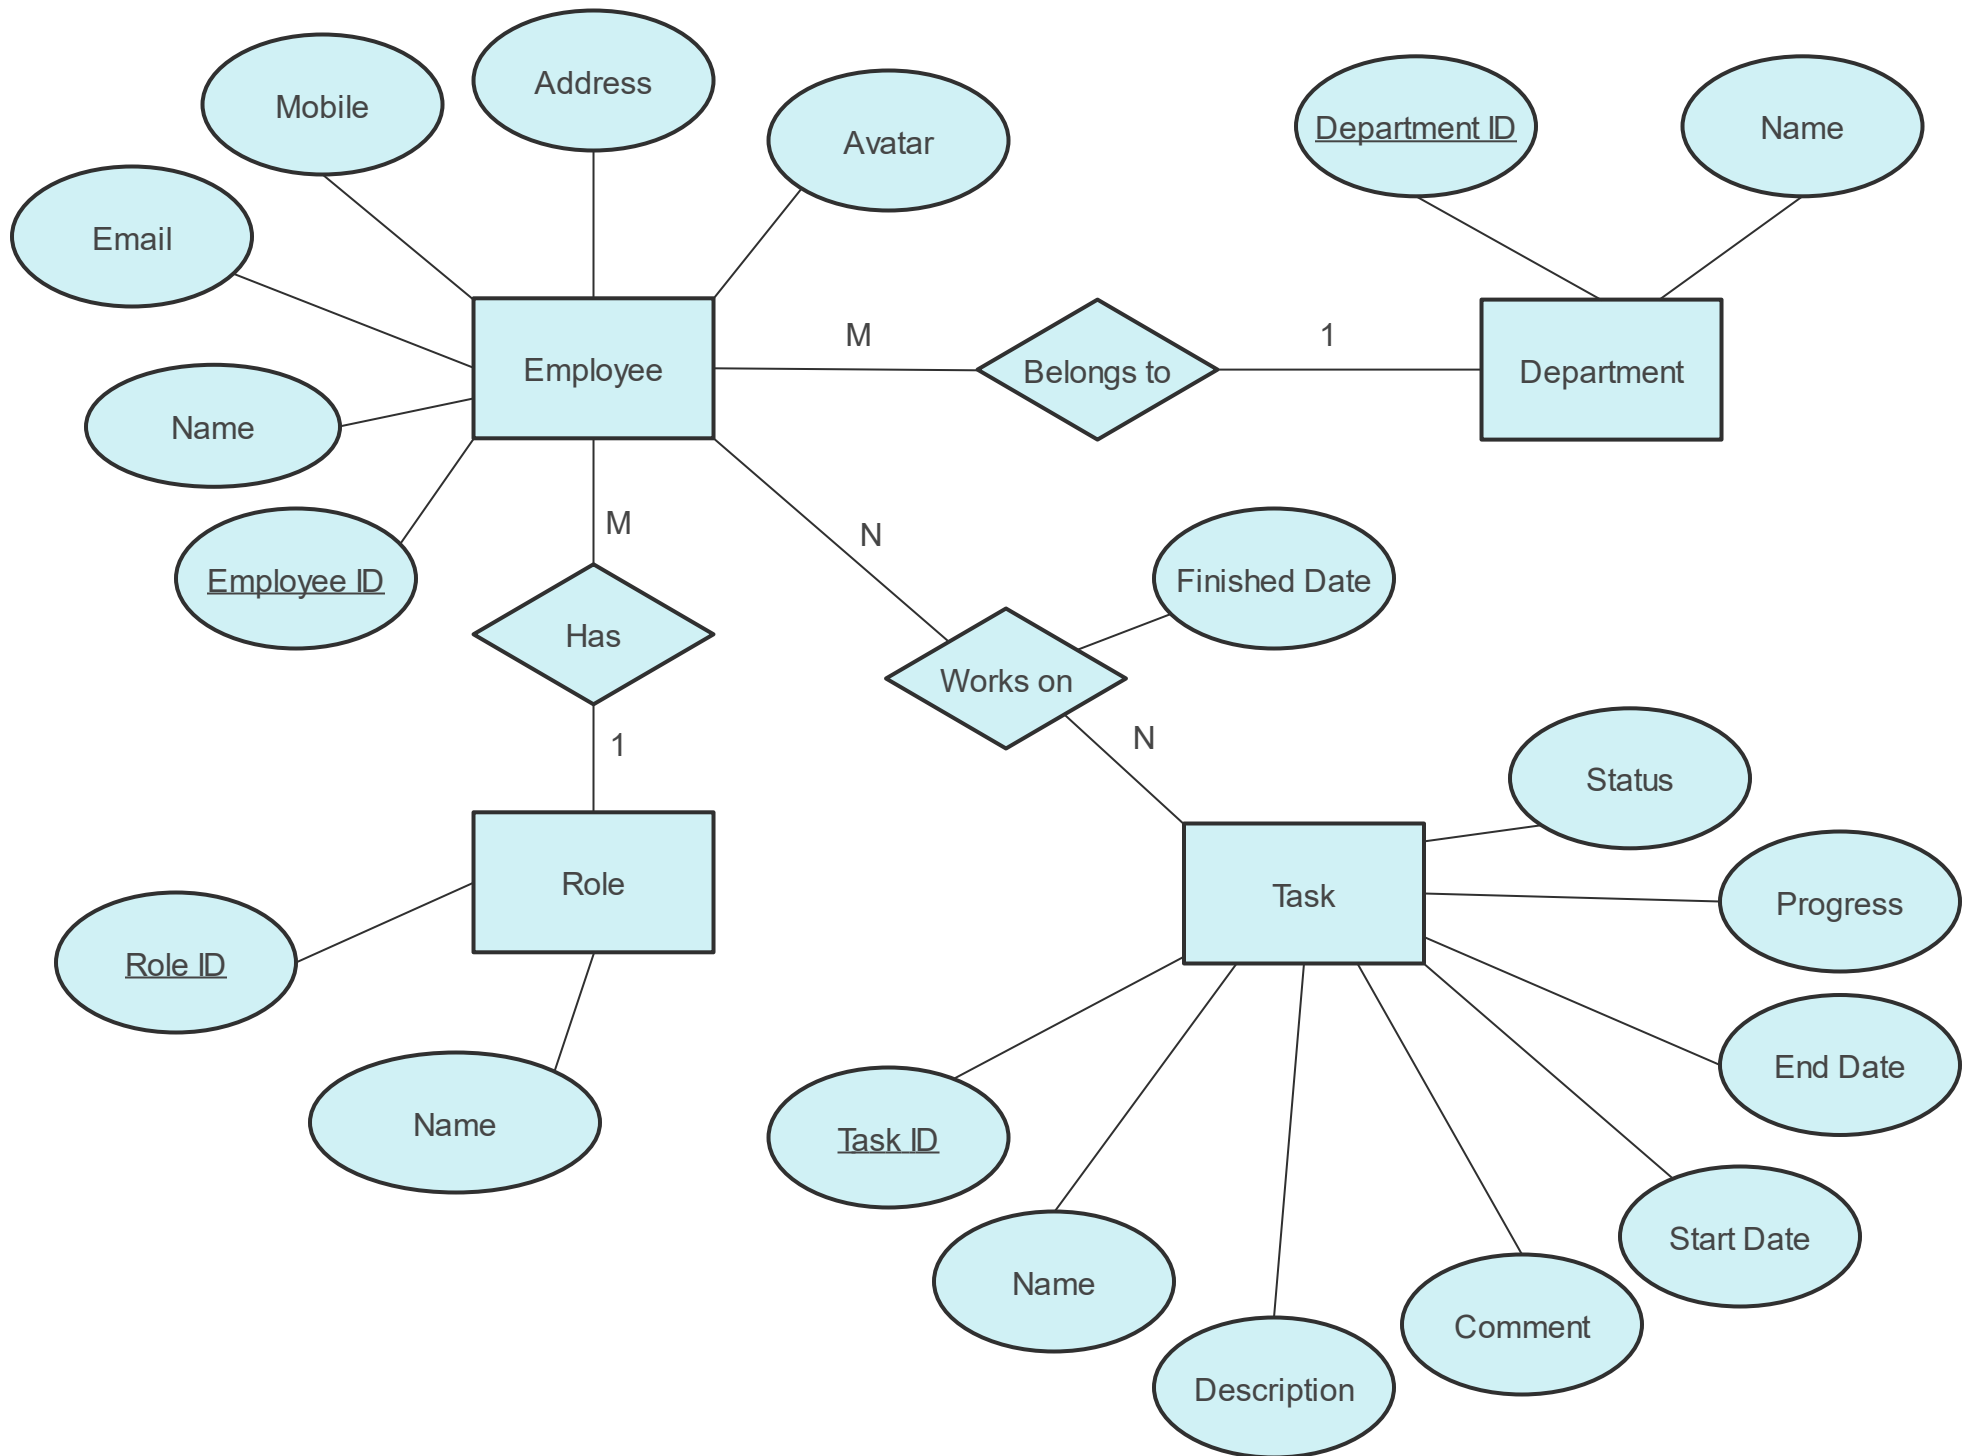 Address
Mobile
Avatar
Department ID
Name
Email
M
1
Employee
Belongs to
Department
Name
M
N
Employee ID
Finished Date
Has
Works on
1
N
Status
Role
Task
Progress
Role ID
End Date
Name
Task ID
Start Date
Name
Comment
Description